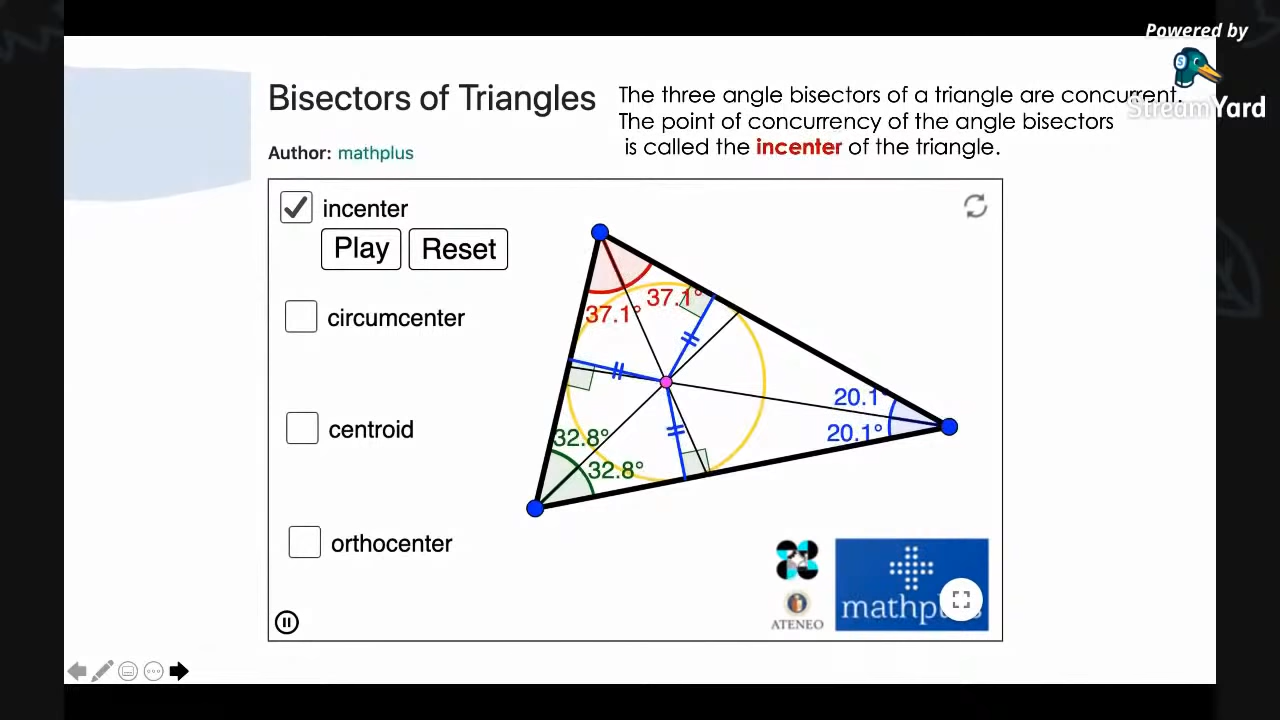 Powered by
StreamYard
Bisectors of Triangles
Author: mathplus
The three angle bisectors of a triangle are concurrent.
The point of concurrency of the angle bisectors
is called the incenter of the triangle.
incenter
Play Reset
circumcenter
centroid
orthocenter
37.1°
37.1°
20.1°
20.1°
32.8°
32.8°
ATENEO
mathplus